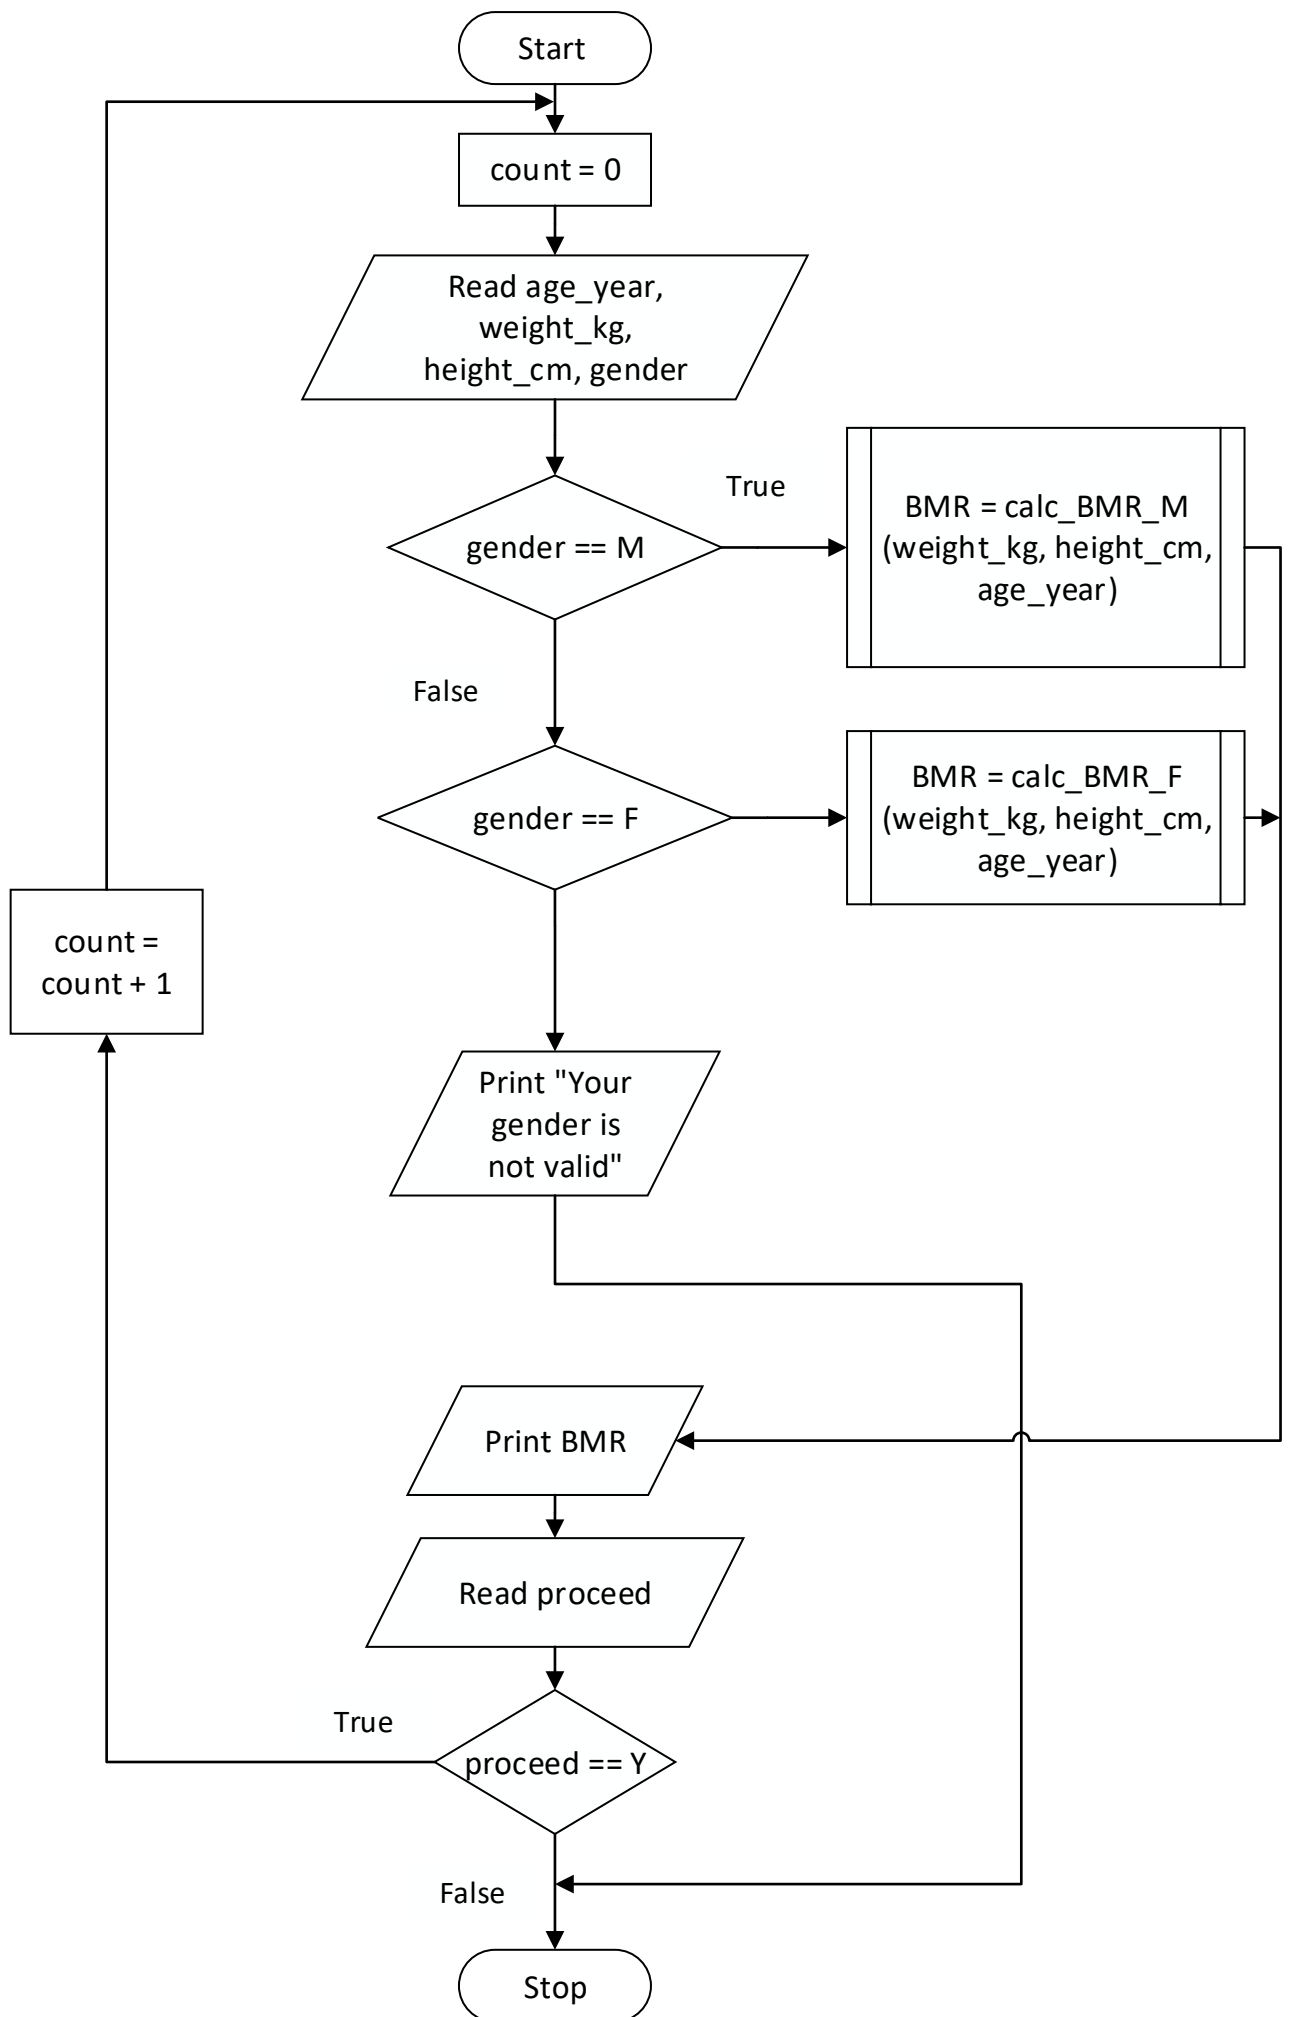 Start
count = 0
Read age_year,
weight_kg,
height_cm, gender
True
gender == M
BMR = calc_BMR_M
(weight_kg, height_cm,
age_year)
False
gender == F
BMR = calc_BMR_F
(weight_kg, height_cm,
age_year)
count =
count + 1
Print "Your
gender is
not valid"
Print BMR
Read proceed
True
proceed == Y
False
Stop